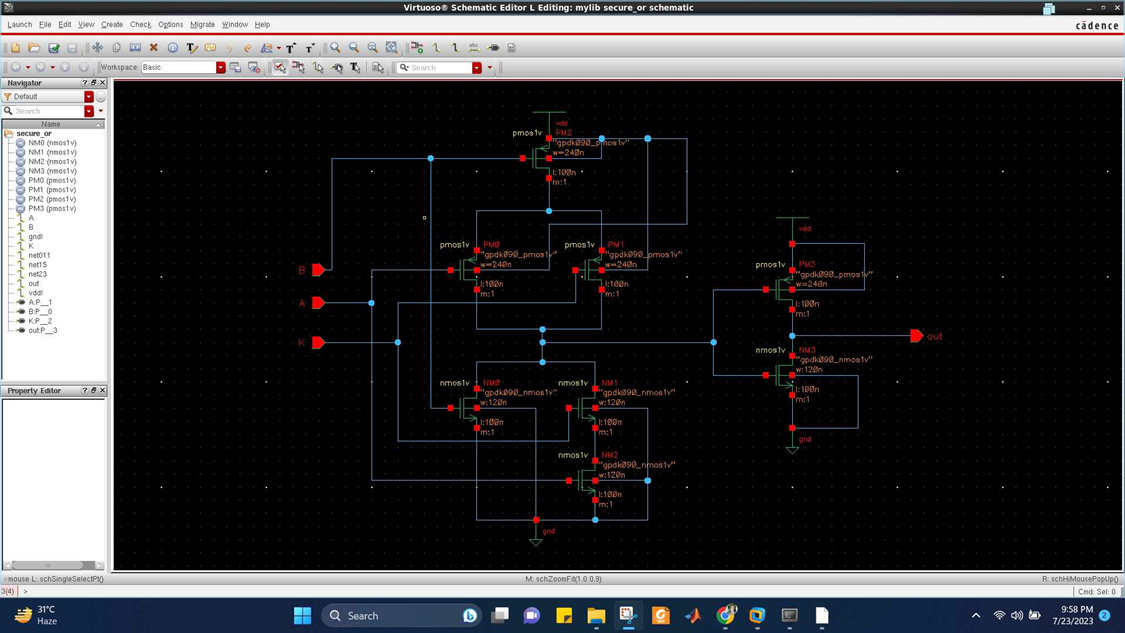 Virtuoso® Schematic Editor L Editing: mylib secure_or schematic
Launch File Edit View Create Check Options Migrate Window Help
cādence
Workspace: Basic
Search
Navigator
Default
Search
Name
secure_or
NM0 (nmos1v)
NM1 (nmos1v)
NM2 (nmos1v)
NM3 (nmos1v)
PM0 (pmos1v)
PM1 (pmos1v)
PM2 (pmos1v)
PM3 (pmos1v)
A
B
gnd!
K
net011
net15
net23
out
vdd!
A:P__1
B:P__0
K:P__2
out:P__3
Property Editor
vdd
pmos1v PM2
"gpdk090_pmos1v"
w=240n
l:100n
m:1
pmos1v PM0
"gpdk090_pmos1v"
w=240n
l:100n
m:1
pmos1v PM1
"gpdk090_pmos1v"
w=240n
l:100n
m:1
B
A
K
nmos1v NM0
"gpdk090_nmos1v"
w:120n
l:100n
m:1
nmos1v NM1
"gpdk090_nmos1v"
w:120n
l:100n
m:1
nmos1v NM2
"gpdk090_nmos1v"
w:120n
l:100n
m:1
gnd
vdd
pmos1v PM3
"gpdk090_pmos1v"
w=240n
l:100n
m:1
out
nmos1v NM3
"gpdk090_nmos1v"
w:120n
l:100n
m:1
gnd
mouse L: schSingleSelectPt() M: schZoomFit(1.0 0.9) R: schHiMousePopUp()
3(4) > Cmd: Sel: 0
31°C
Haze
Search
9:58 PM
7/23/2023
2